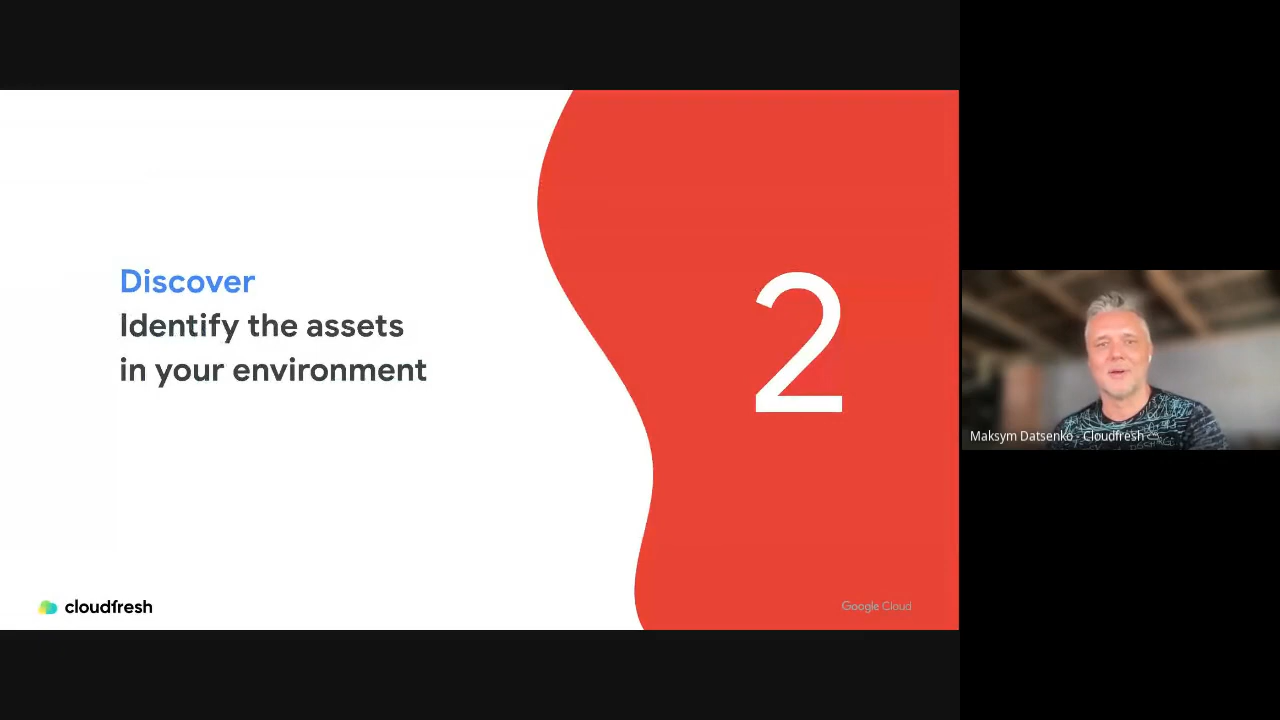 Discover
Identify the assets
in your environment
2
cloudfresh
Google Cloud
Maksym Datsenko - Cloudfresh